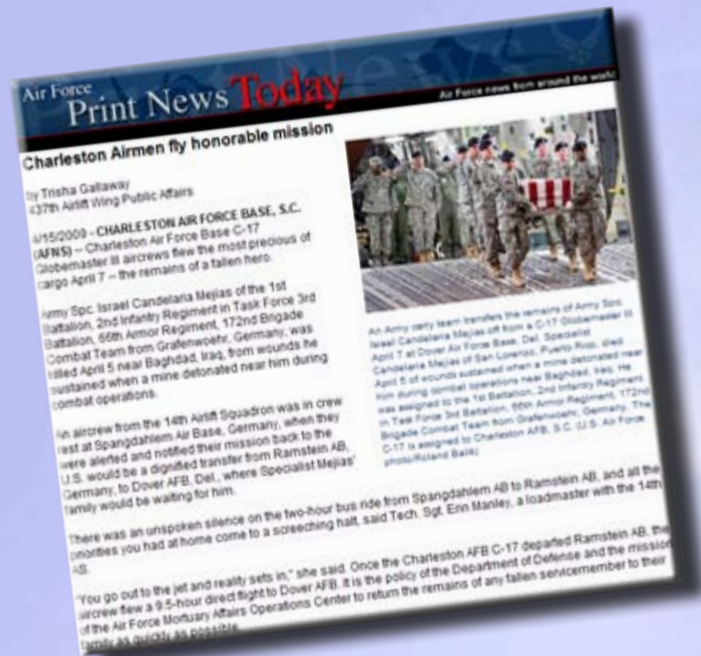 Air Force
Print News Today
Air Force news from around the world
Charleston Airmen fly honorable mission
by Trisha Gallaway
437th Airlift Wing Public Affairs
4/15/2009 - CHARLESTON AIR FORCE BASE, S.C.
(AFNS) -- Charleston Air Force Base C-17
Globemaster III aircrews flew the most precious of
cargo April 7 -- the remains of a fallen hero.
Army Spc. Israel Candelaria Mejias of the 1st
Battalion, 2nd Infantry Regiment in Task Force 3rd
Battalion, 66th Armor Regiment, 172nd Brigade
Combat Team from Grafenwoehr, Germany, was
killed April 5 near Baghdad, Iraq, from wounds he
sustained when a mine detonated near him during
combat operations.
An aircrew from the 14th Airlift Squadron was in crew
rest at Spangdahlem Air Base, Germany, when they
were alerted and notified their mission back to the
U.S. would be a dignified transfer from Ramstein AB,
Germany, to Dover AFB, Del., where Specialist Mejias'
family would be waiting for him.
An Army carry team transfers the remains of Army Spc.
Israel Candelaria Mejias off from a C-17 Globemaster III
April 7 at Dover Air Force Base, Del. Specialist
Candelaria Mejias of San Lorenzo, Puerto Rico, died
April 5 of wounds sustained when a mine detonated near
him during combat operations near Baghdad, Iraq. He
was assigned to the 1st Battalion, 2nd Infantry Regiment
in Task Force 3rd Battalion, 66th Armor Regiment, 172nd
Brigade Combat Team from Grafenwoehr, Germany. The
C-17 is assigned to Charleston AFB, S.C. (U.S. Air Force
photo/Roland Balik)
There was an unspoken silence on the two-hour bus ride from Spangdahlem AB to Ramstein AB, and all the
priorities you had at home come to a screeching halt, said Tech. Sgt. Erin Manley, a loadmaster with the 14th
AS.
"You go out to the jet and reality sets in," she said. Once the Charleston AFB C-17 departed Ramstein AB, the
aircrew flew a 9.5-hour direct flight to Dover AFB. It is the policy of the Department of Defense and the mission
of the Air Force Mortuary Affairs Operations Center to return the remains of any fallen servicemember to their
family as quickly as possible.